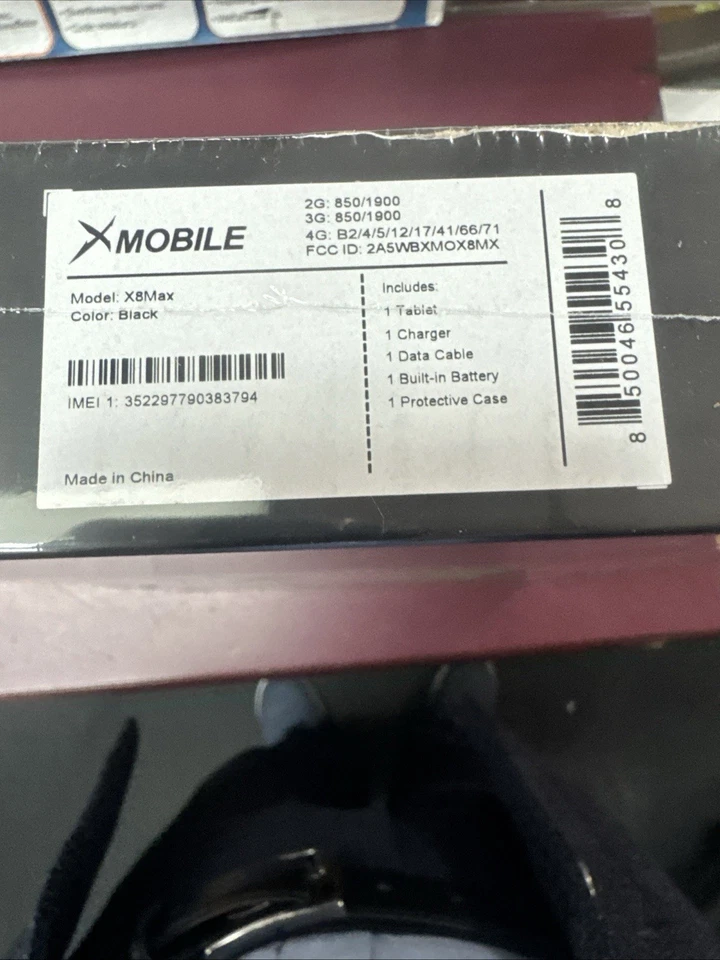 XMOBILE
2G: 850/1900
3G: 850/1900
4G: B2/4/5/12/17/41/66/71
FCC ID: 2A5WBXMOX8MX
Model: X8Max
Color: Black
IMEI 1: 352297790383794
Made in China
Includes:
1 Tablet
1 Charger
1 Data Cable
1 Built-in Battery
1 Protective Case
8 50046 55430 8